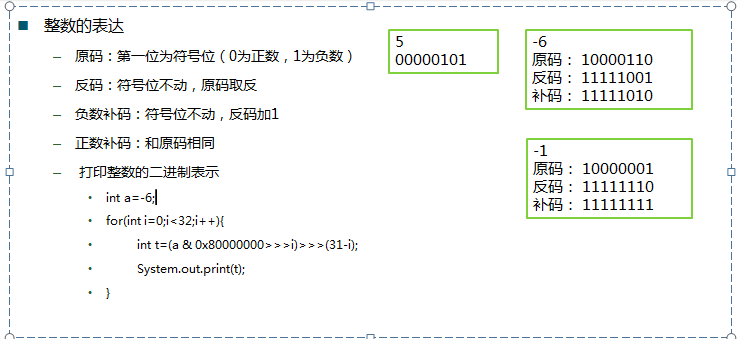 整数的表达
原码：第一位为符号位（0为正数，1为负数）
反码：符号位不动，原码取反
负数补码：符号位不动，反码加1
正数补码：和原码相同
打印整数的二进制表示
int a=-6;
for(int i=0;i<32;i++){
int t=(a & 0x80000000>>>i)>>>(31-i);
System.out.print(t);
}
5
00000101
-6
原码： 10000110
反码： 11111001
补码： 11111010
-1
原码： 10000001
反码： 11111110
补码： 11111111